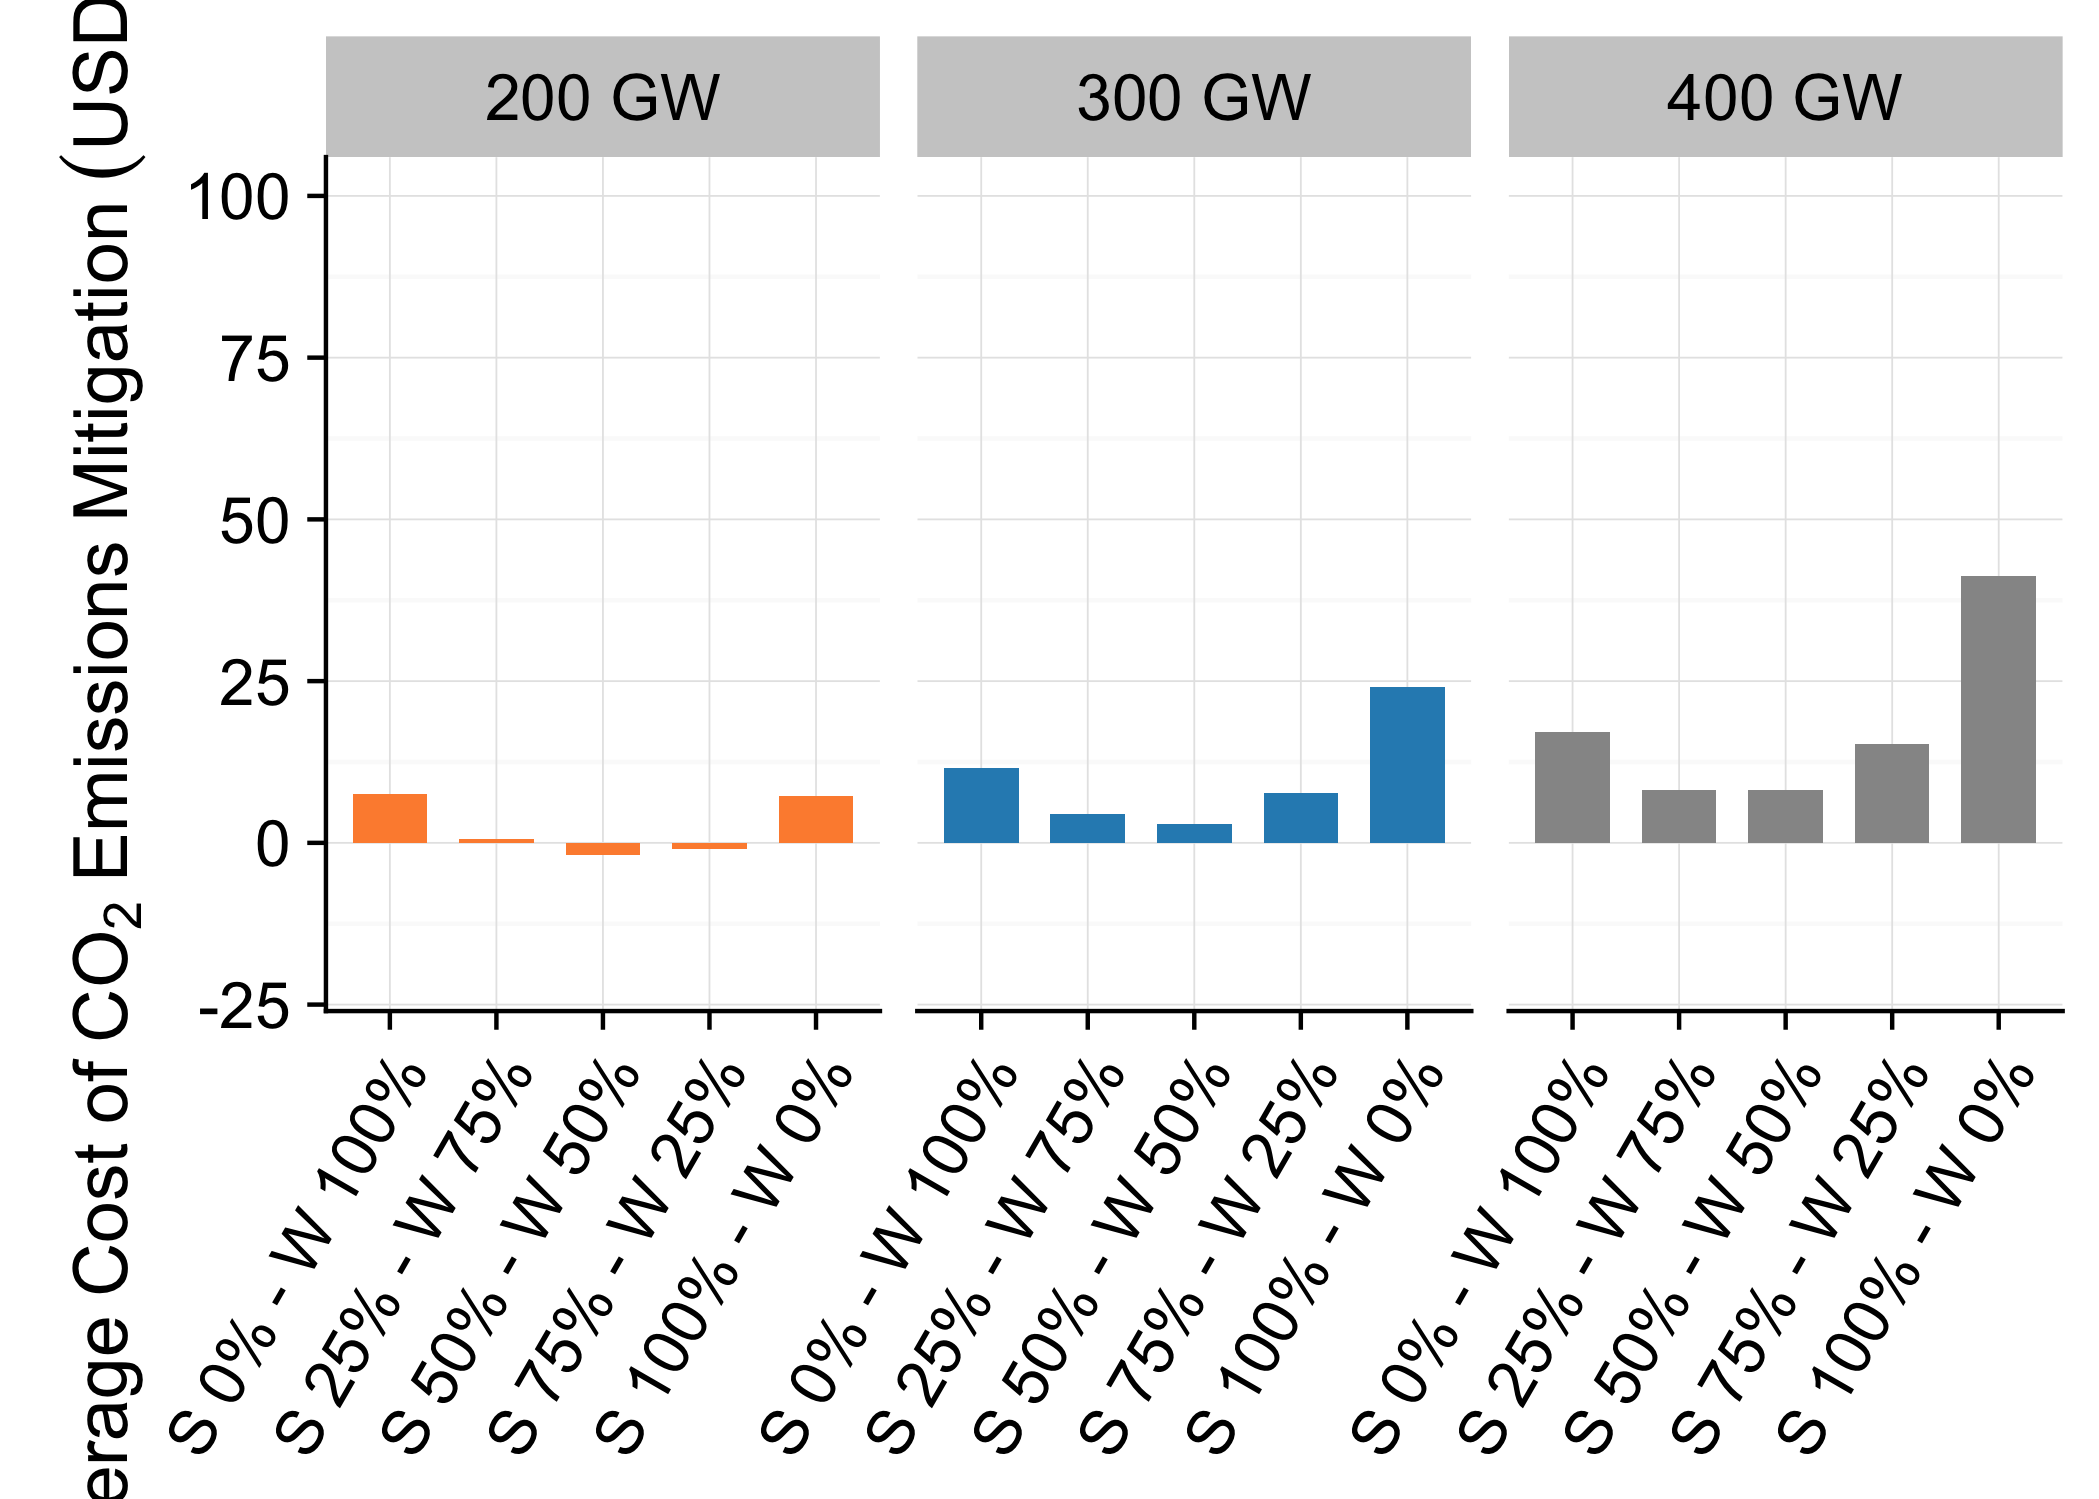 200 GW
300 GW
400 GW
Cost of CO2 Emissions Mitigation (USD
100
75
50
25
0
-25
S 0% - W 100%
S 25% - W 75%
S 50% - W 50%
S 75% - W 25%
S 100% - W 0%
S 0% - W 100%
S 25% - W 75%
S 50% - W 50%
S 75% - W 25%
S 100% - W 0%
S 0% - W 100%
S 25% - W 75%
S 50% - W 50%
S 75% - W 25%
S 100% - W 0%